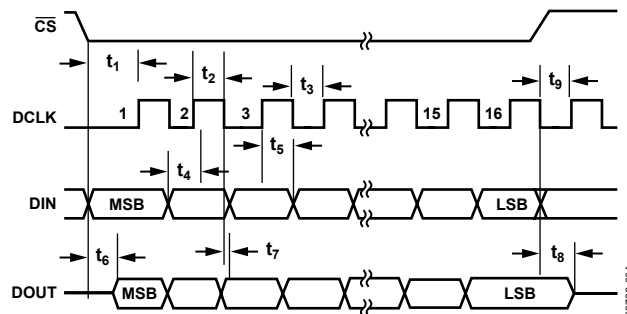 CS
t1 t2 t3 t9
DCLK 1 2 3 15 16
t4 t5
DIN MSB LSB
t6 t7 t8
DOUT MSB LSB